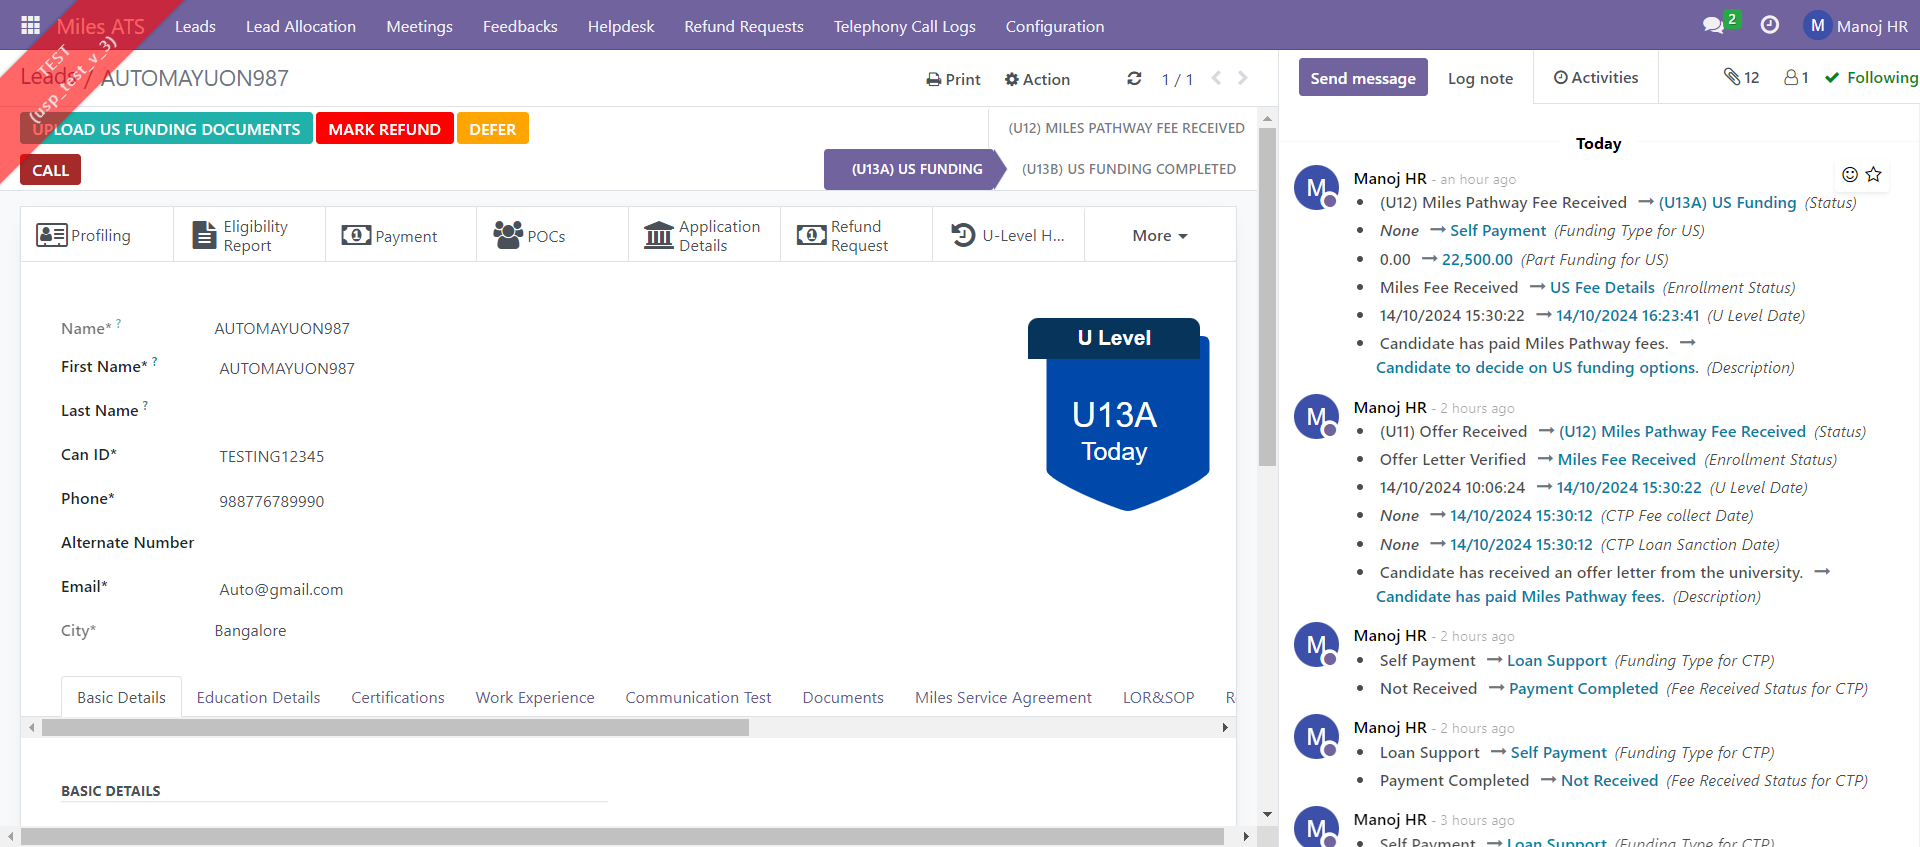 Miles ATS
Leads
Lead Allocation
Meetings
Feedbacks
Helpdesk
Refund Requests
Telephony Call Logs
Configuration
2
M
Manoj HR
TEST
(usp_test_v_3)
Leads / AUTOMAYUON987
Print
Action
1 / 1
UPLOAD US FUNDING DOCUMENTS
MARK REFUND
DEFER
CALL
(U12) MILES PATHWAY FEE RECEIVED
(U13A) US FUNDING
(U13B) US FUNDING COMPLETED
Profiling
Eligibility
Report
Payment
POCs
Application
Details
Refund
Request
U-Level H...
More
Name* ?
AUTOMAYUON987
First Name* ?
AUTOMAYUON987
Last Name ?
Can ID*
TESTING12345
Phone*
988776789990
Alternate Number
Email*
Auto@gmail.com
City*
Bangalore
U Level
U13A
Today
Basic Details
Education Details
Certifications
Work Experience
Communication Test
Documents
Miles Service Agreement
LOR&SOP
BASIC DETAILS
Send message
Log note
Activities
12
1
Following
Today
M
Manoj HR - an hour ago
(U12) Miles Pathway Fee Received → (U13A) US Funding (Status)
None → Self Payment (Funding Type for US)
0.00 → 22,500.00 (Part Funding for US)
Miles Fee Received → US Fee Details (Enrollment Status)
14/10/2024 15:30:22 → 14/10/2024 16:23:41 (U Level Date)
Candidate has paid Miles Pathway fees. →
Candidate to decide on US funding options. (Description)
M
Manoj HR - 2 hours ago
(U11) Offer Received → (U12) Miles Pathway Fee Received (Status)
Offer Letter Verified → Miles Fee Received (Enrollment Status)
14/10/2024 10:06:24 → 14/10/2024 15:30:22 (U Level Date)
None → 14/10/2024 15:30:12 (CTP Fee collect Date)
None → 14/10/2024 15:30:12 (CTP Loan Sanction Date)
Candidate has received an offer letter from the university. →
Candidate has paid Miles Pathway fees. (Description)
M
Manoj HR - 2 hours ago
Self Payment → Loan Support (Funding Type for CTP)
Not Received → Payment Completed (Fee Received Status for CTP)
M
Manoj HR - 2 hours ago
Loan Support → Self Payment (Funding Type for CTP)
Payment Completed → Not Received (Fee Received Status for CTP)
M
Manoj HR - 3 hours ago
Self Payment → Loan Support (Funding Type for CTP)